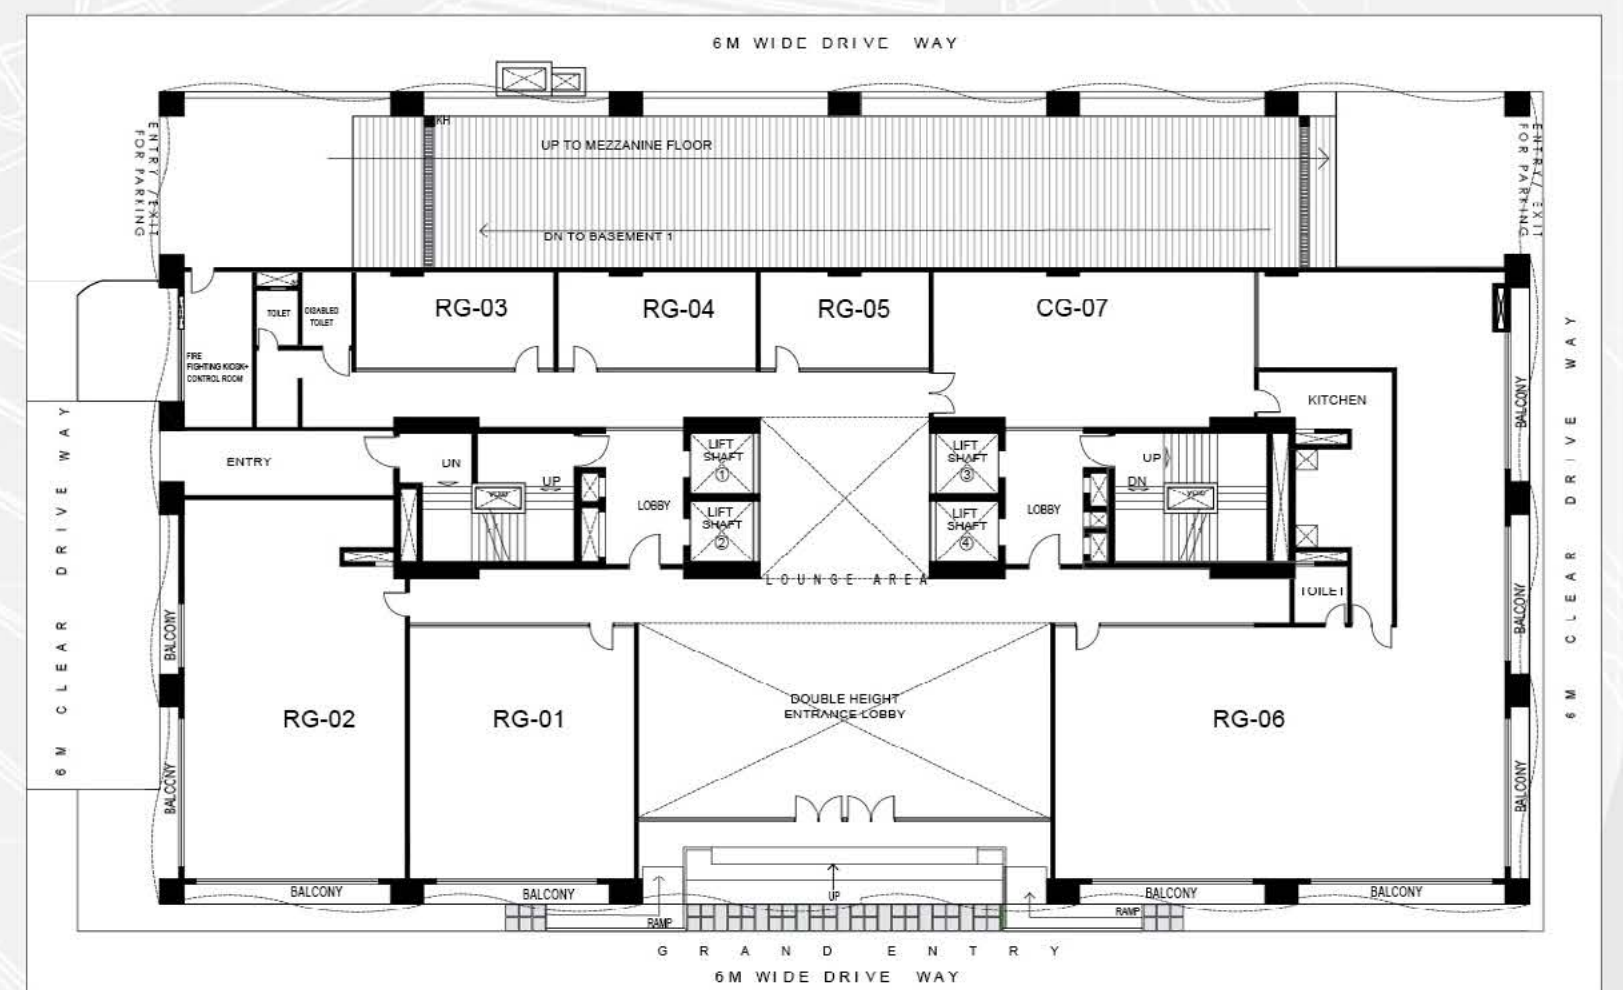 6M WIDE DRIVE WAY
ENTRY / EXIT
FOR PARKING
KH
UP TO MEZZANINE FLOOR
DN TO BASEMENT 1
ENTRY/ EXIT
FOR PARKING
RG-03
RG-04
RG-05
CG-07
TOILET
DISABLED
TOILET
FIRE
FIGHTING KIOSK+
CONTROL ROOM
KITCHEN
BALCONY
6M CLEAR DRIVE WAY
6M CLEAR DRIVE WAY
ENTRY
DN
UP
VOID
LOBBY
LIFT
SHAFT
1
LIFT
SHAFT
2
LIFT
SHAFT
3
LIFT
SHAFT
4
LOBBY
UP
DN
VOID
LOUNGE AREA
TOILET
BALCONY
BALCONY
RG-02
RG-01
DOUBLE HEIGHT
ENTRANCE LOBBY
RG-06
BALCONY
BALCONY
BALCONY
BALCONY
UP
BALCONY
BALCONY
RAMP
RAMP
GRAND ENTRY
6M WIDE DRIVE WAY